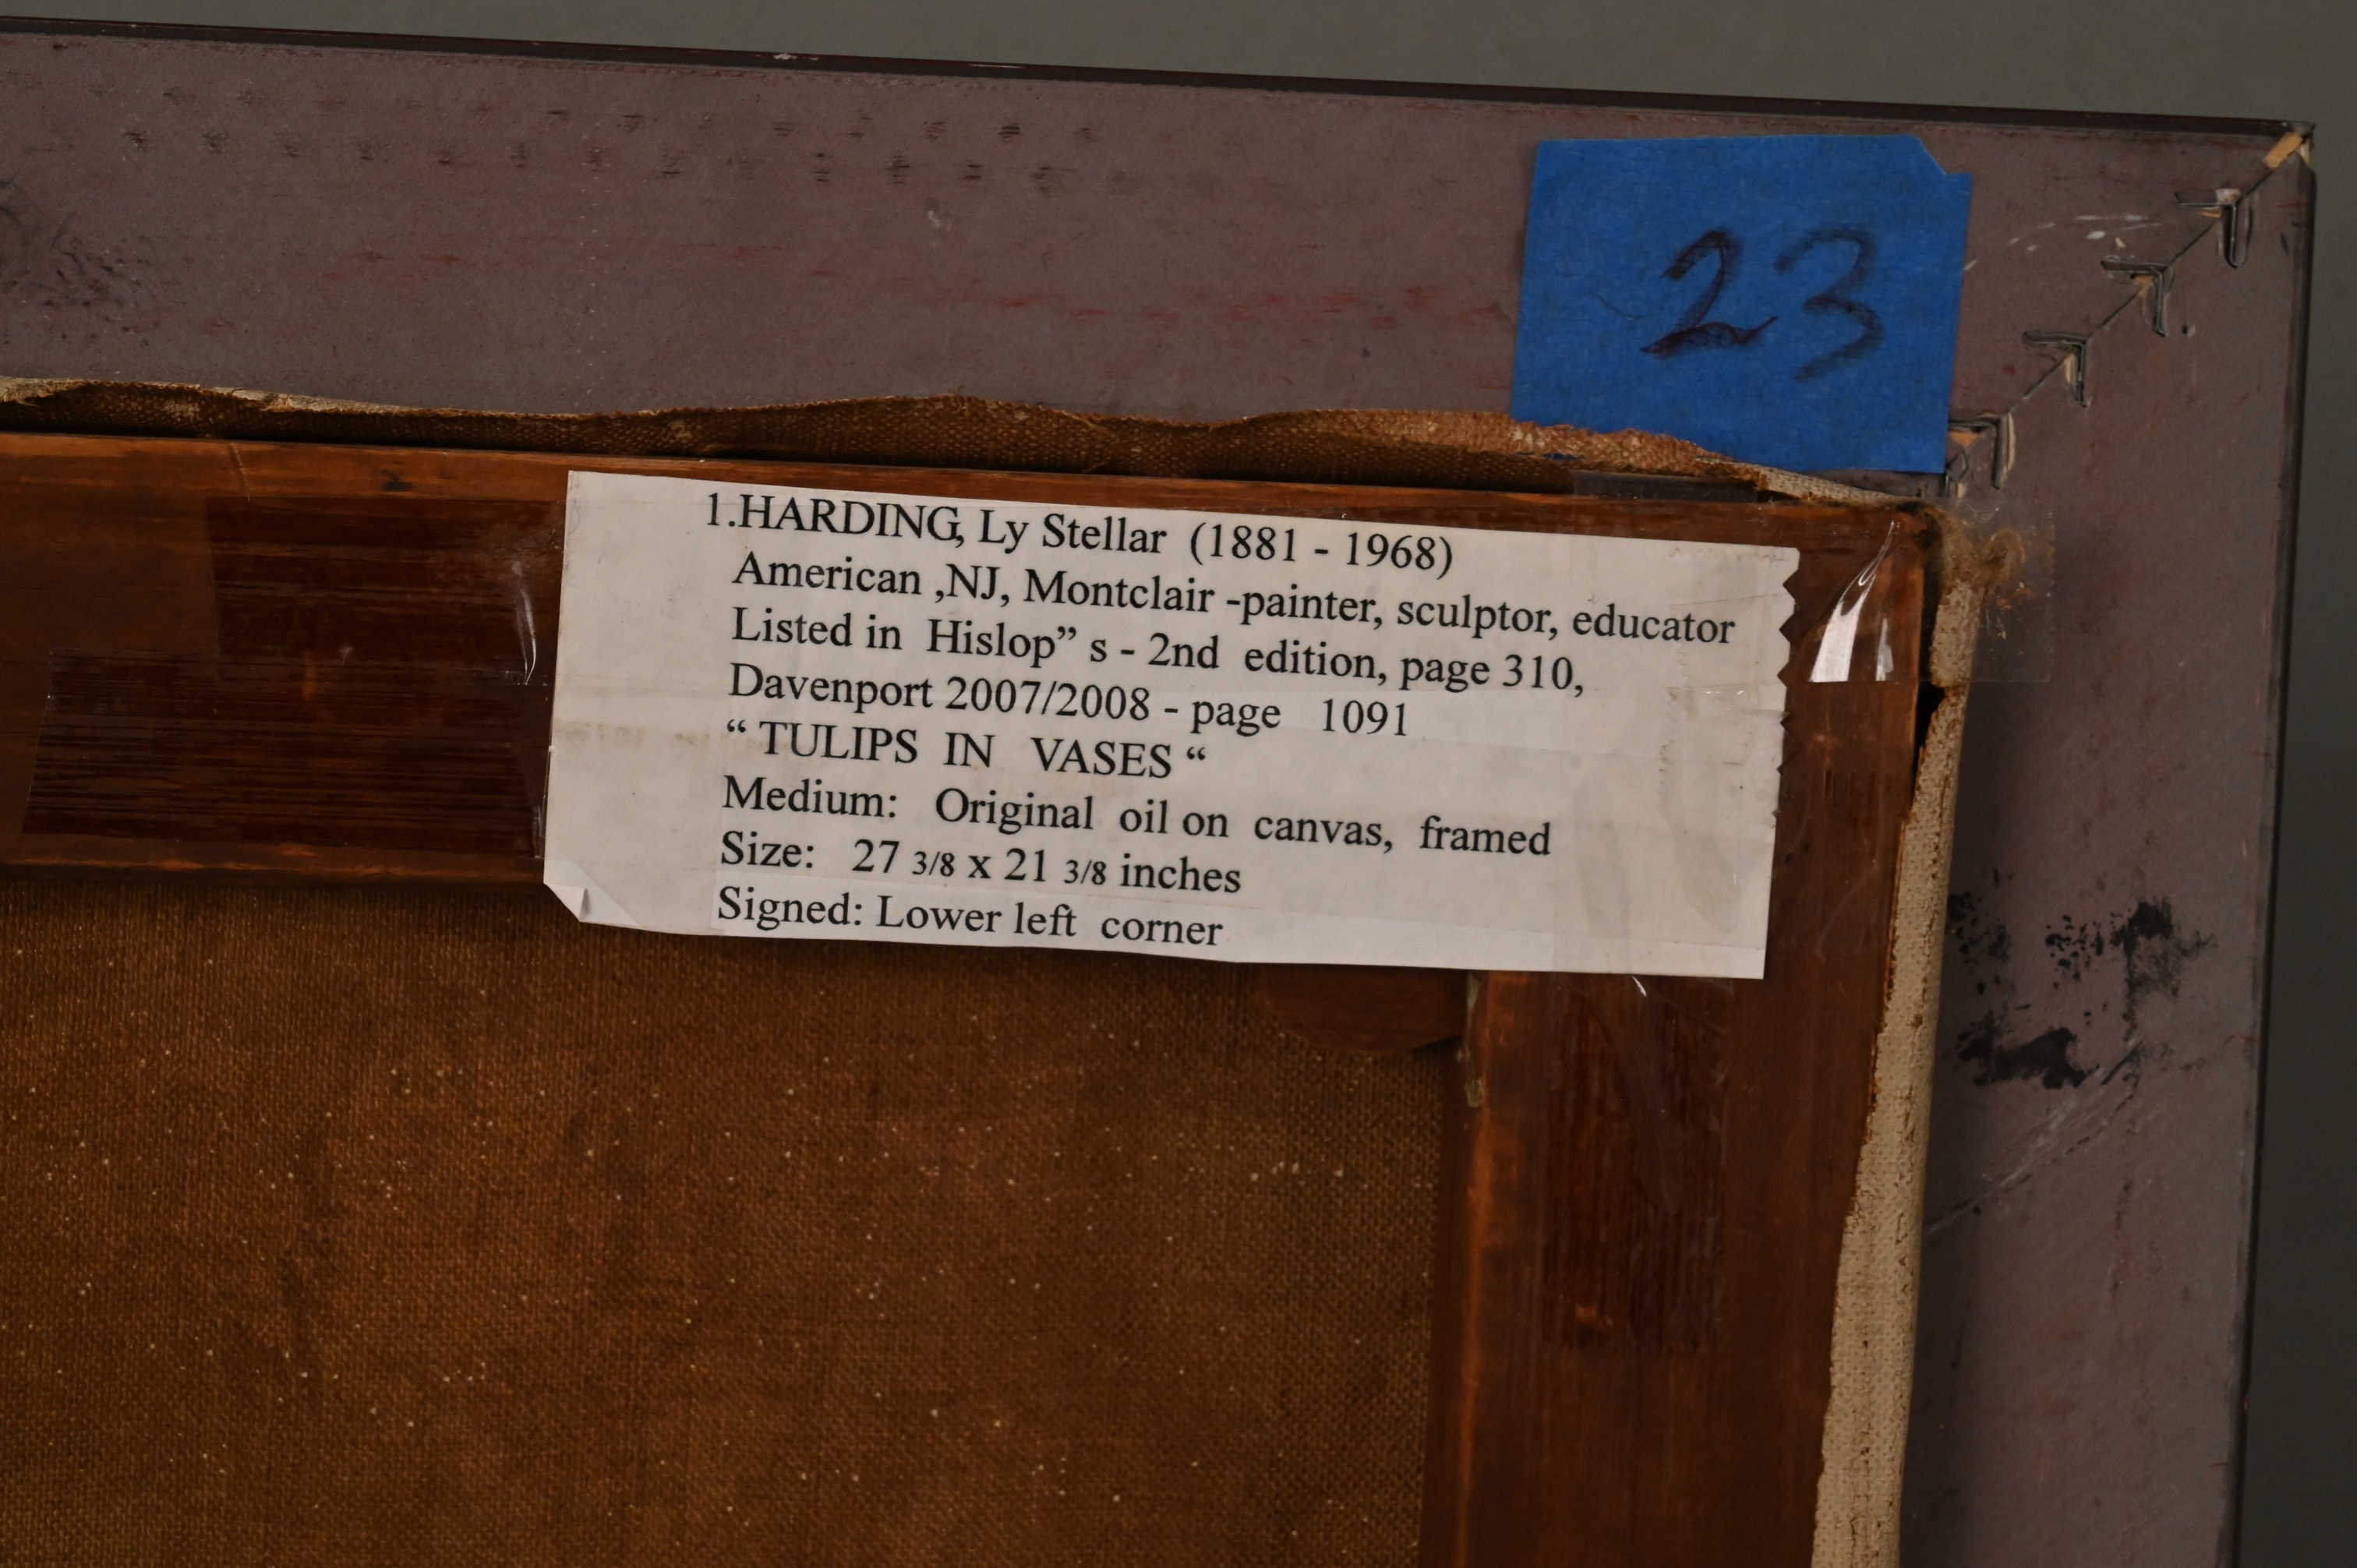 23
1.HARDING, Ly Stellar (1881 - 1968)
American ,NJ, Montclair -painter, sculptor, educator
Listed in Hislop” s - 2nd edition, page 310,
Davenport 2007/2008 - page 1091
“ TULIPS IN VASES “
Medium: Original oil on canvas, framed
Size: 27 3/8 x 21 3/8 inches
Signed: Lower left corner